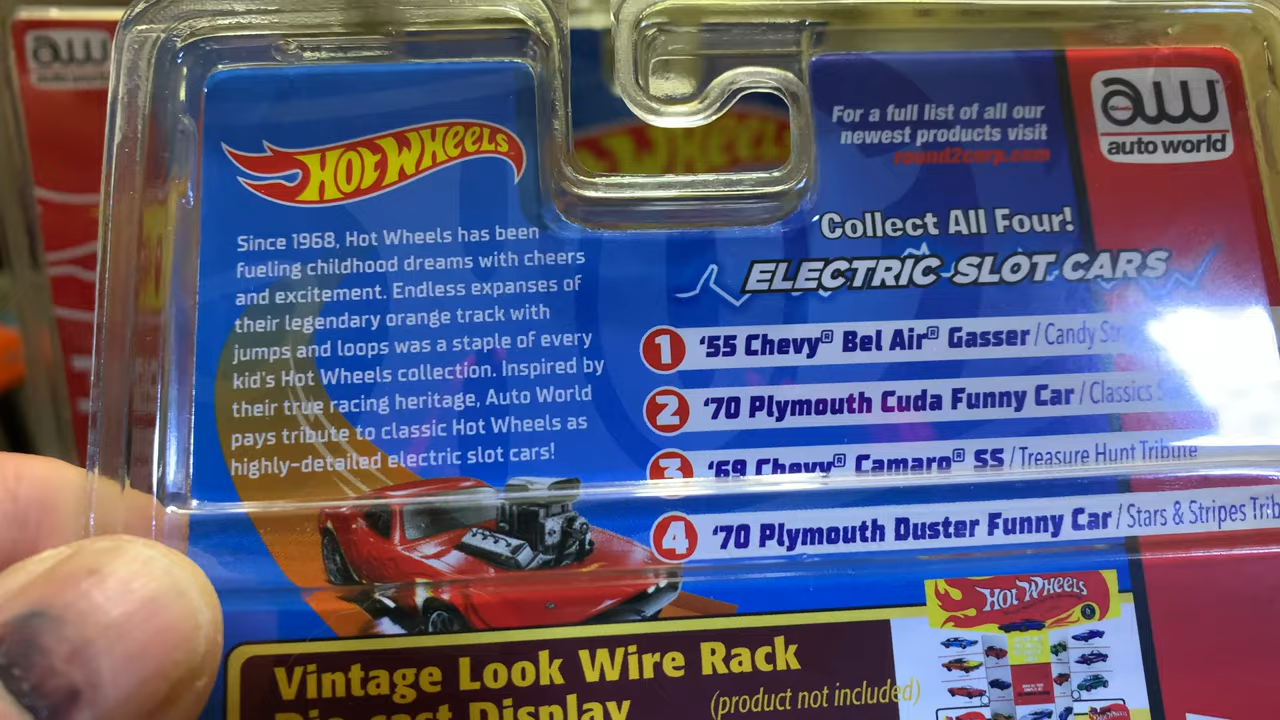 HOT WHEELS
Since 1968, Hot Wheels has been
fueling childhood dreams with cheers
and excitement. Endless expanses of
their legendary orange track with
jumps and loops was a staple of every
kid's Hot Wheels collection. Inspired by
their true racing heritage, Auto World
pays tribute to classic Hot Wheels as
highly-detailed electric slot cars!
For a full list of all our
newest products visit
round2corp.com
aw
auto world
Collect All Four!
ELECTRIC SLOT CARS
1 '55 Chevy® Bel Air® Gasser / Candy
2 '70 Plymouth Cuda Funny Car / Classics
3 '69 Chevy® Camaro® SS / Treasure Hunt Tribute
4 '70 Plymouth Duster Funny Car / Stars & Stripes
Vintage Look Wire Rack
Die-cast Display
(product not included)
HOT WHEELS
aw